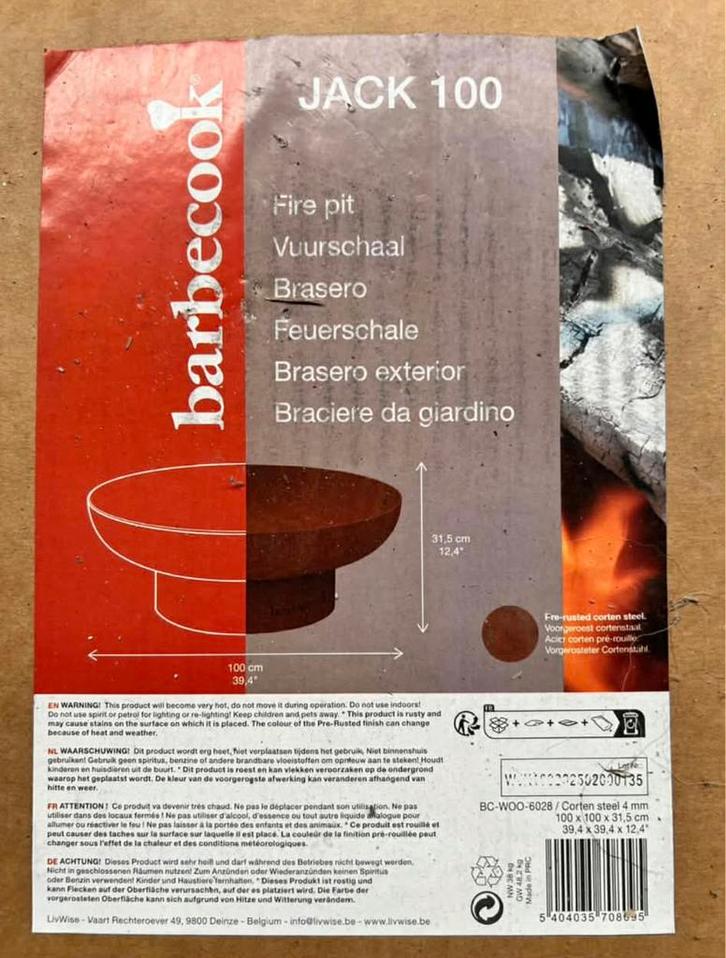 barbecook®
JACK 100
Fire pit
Vuurschaal
Brasero
Feuerschale
Brasero exterior
Braciere da giardino
31,5 cm
12,4"
100 cm
39,4"
Pre-rusted corten steel.
Voorgeroest cortenstaal.
Acier corten pré-rouillé.
Vorgerosteter Cortenstahl.
EN WARNING! This product will become very hot, do not move it during operation. Do not use indoors!
Do not use spirit or petrol for lighting or re-lighting! Keep children and pets away. * This product is rusty and
may cause stains on the surface on which it is placed. The colour of the Pre-Rusted finish can change
because of heat and weather.
NL WAARSCHUWING! Dit product wordt erg heet, niet verplaatsen tijdens het gebruik. Niet binnenshuis
gebruiken! Gebruik geen spiritus, benzine of andere brandbare vloeistoffen om opnieuw aan te steken! Houdt
kinderen en huisdieren uit de buurt. * Dit product is roest en kan vlekken veroorzaken op de ondergrond
waarop het geplaatst wordt. De kleur van de voorgeroeste afwerking kan veranderen afhangend van
hitte en weer.
FR ATTENTION ! Ce produit va devenir très chaud. Ne pas le déplacer pendant son utilisation. Ne pas
utiliser dans des locaux fermés ! Ne pas utiliser d'alcool, d'essence ou tout autre liquide analogue pour
allumer ou réactiver le feu ! Ne pas laisser à la portée des enfants et des animaux. * Ce produit est rouillé et
peut causer des taches sur la surface sur laquelle il est placé. La couleur de la finition pré-rouillée peut
changer sous l'effet de la chaleur et des conditions météorologiques.
DE ACHTUNG! Dieses Product wird sehr heiß und darf während des Betriebes nicht bewegt werden.
Nicht in geschlossenen Räumen nutzen! Zum Anzünden oder Wiederanzünden keinen Spiritus
oder Benzin verwenden! Kinder und Haustiere fernhalten. * Dieses Produkt ist rostig und
kann Flecken auf der Oberfläche verursachen, auf der es platziert wird. Die Farbe der
vorgerosteten Oberfläche kann sich aufgrund von Hitze und Witterung verändern.
LivWise - Vaart Rechteroever 49, 9800 Deinze - Belgium - info@livwise.be - www.livwise.be
FR
Lot Nr.
BC-WOO-6028 / Corten steel 4 mm
100 x 100 x 31,5 cm
39,4 x 39,4 x 12,4"
NW 38 kg
GW 48,2 kg
Made in PRC
5 404035 708695